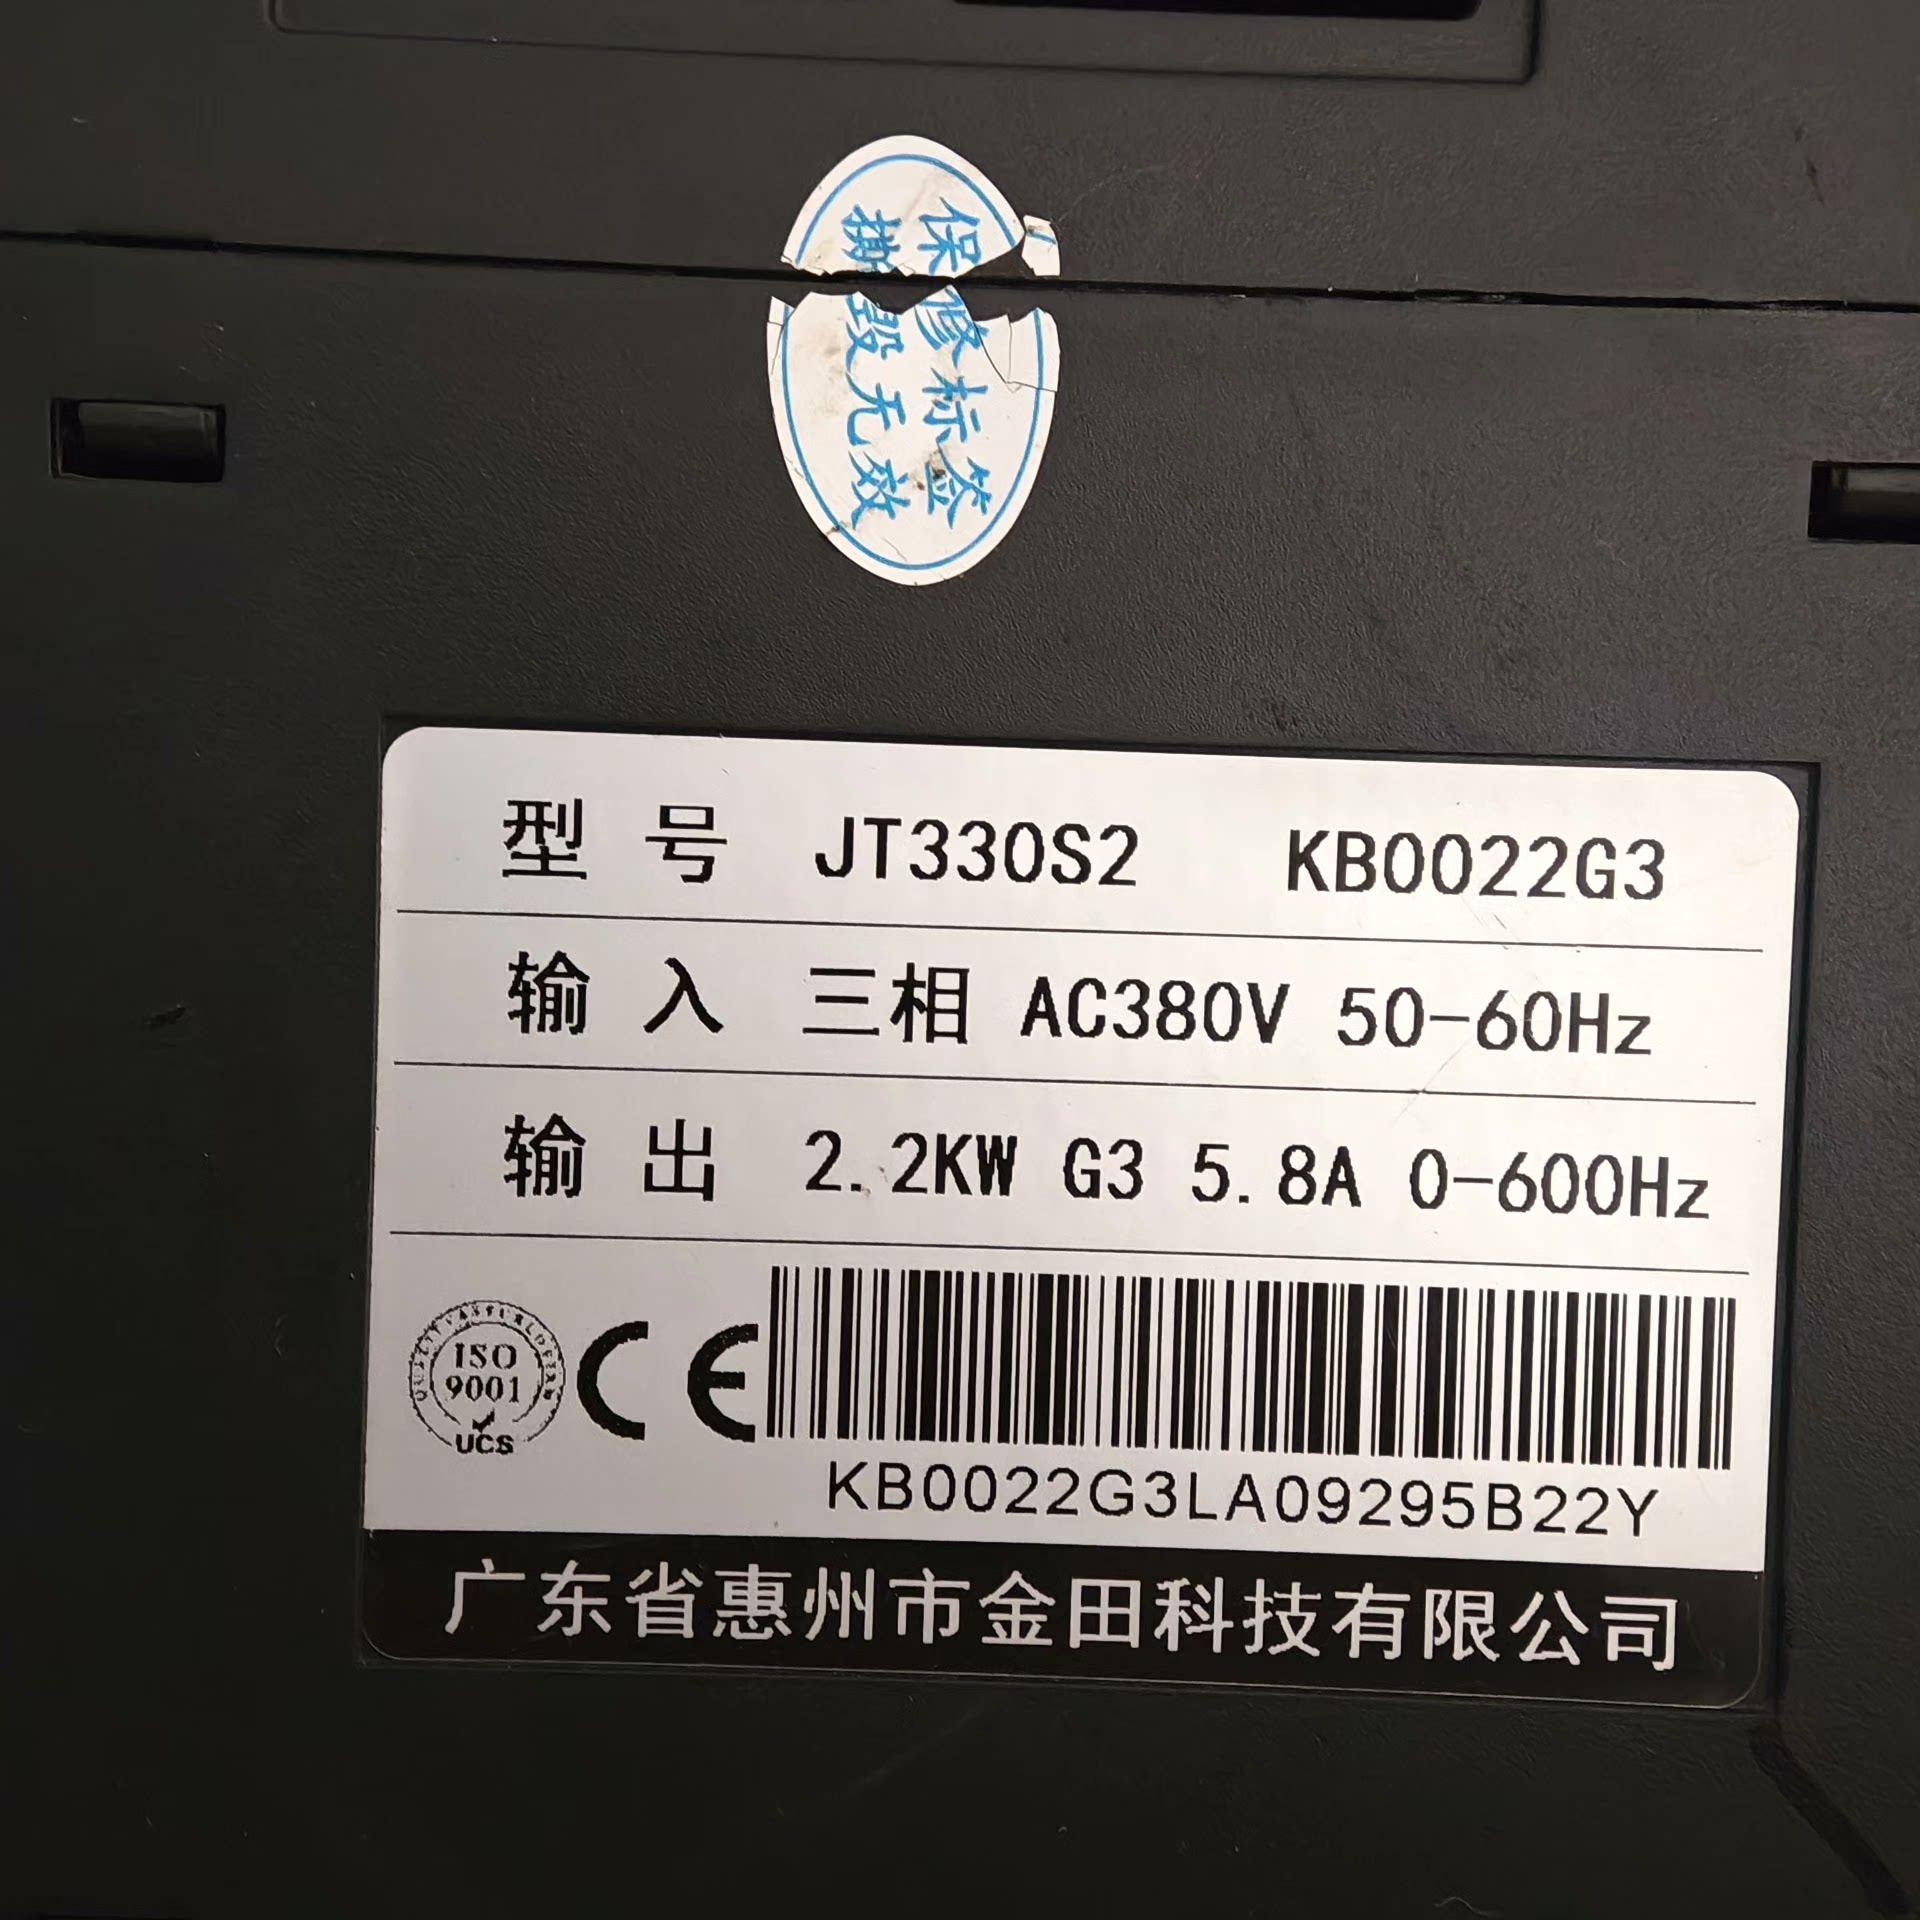 保修标签
撕毁无效
型号 JT330S2 KB0022G3
输入 三相 AC380V 50-60Hz
输出 2.2KW G3 5.8A 0-600Hz
ISO
9001
UCS
CE
KB0022G3LA09295B22Y
广东省惠州市金田科技有限公司